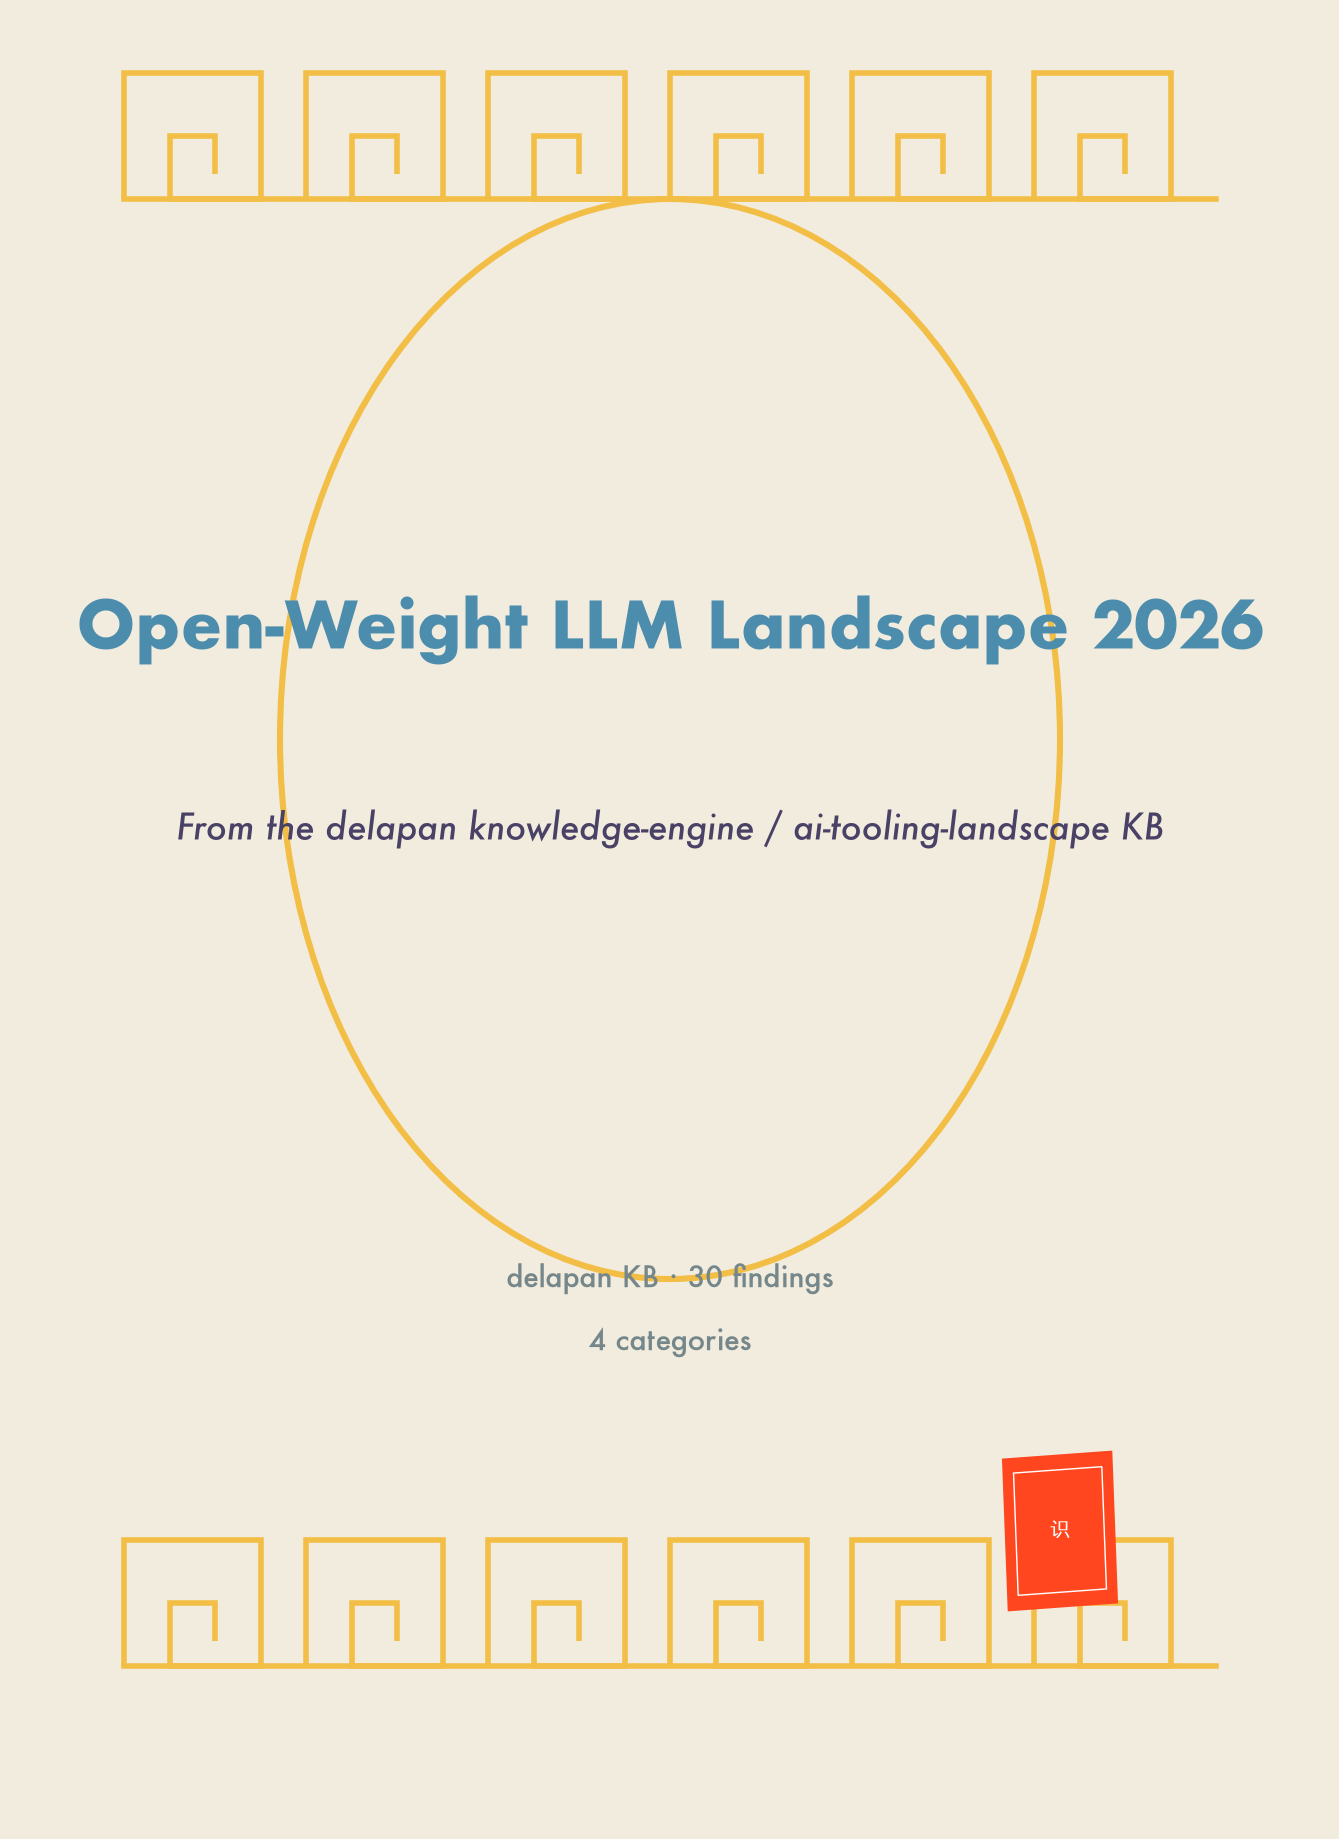 Open-Weight LLM Landscape 2026
From the delapan knowledge-engine / ai-tooling-landscape KB
delapan KB · 30 findings
4 categories
识